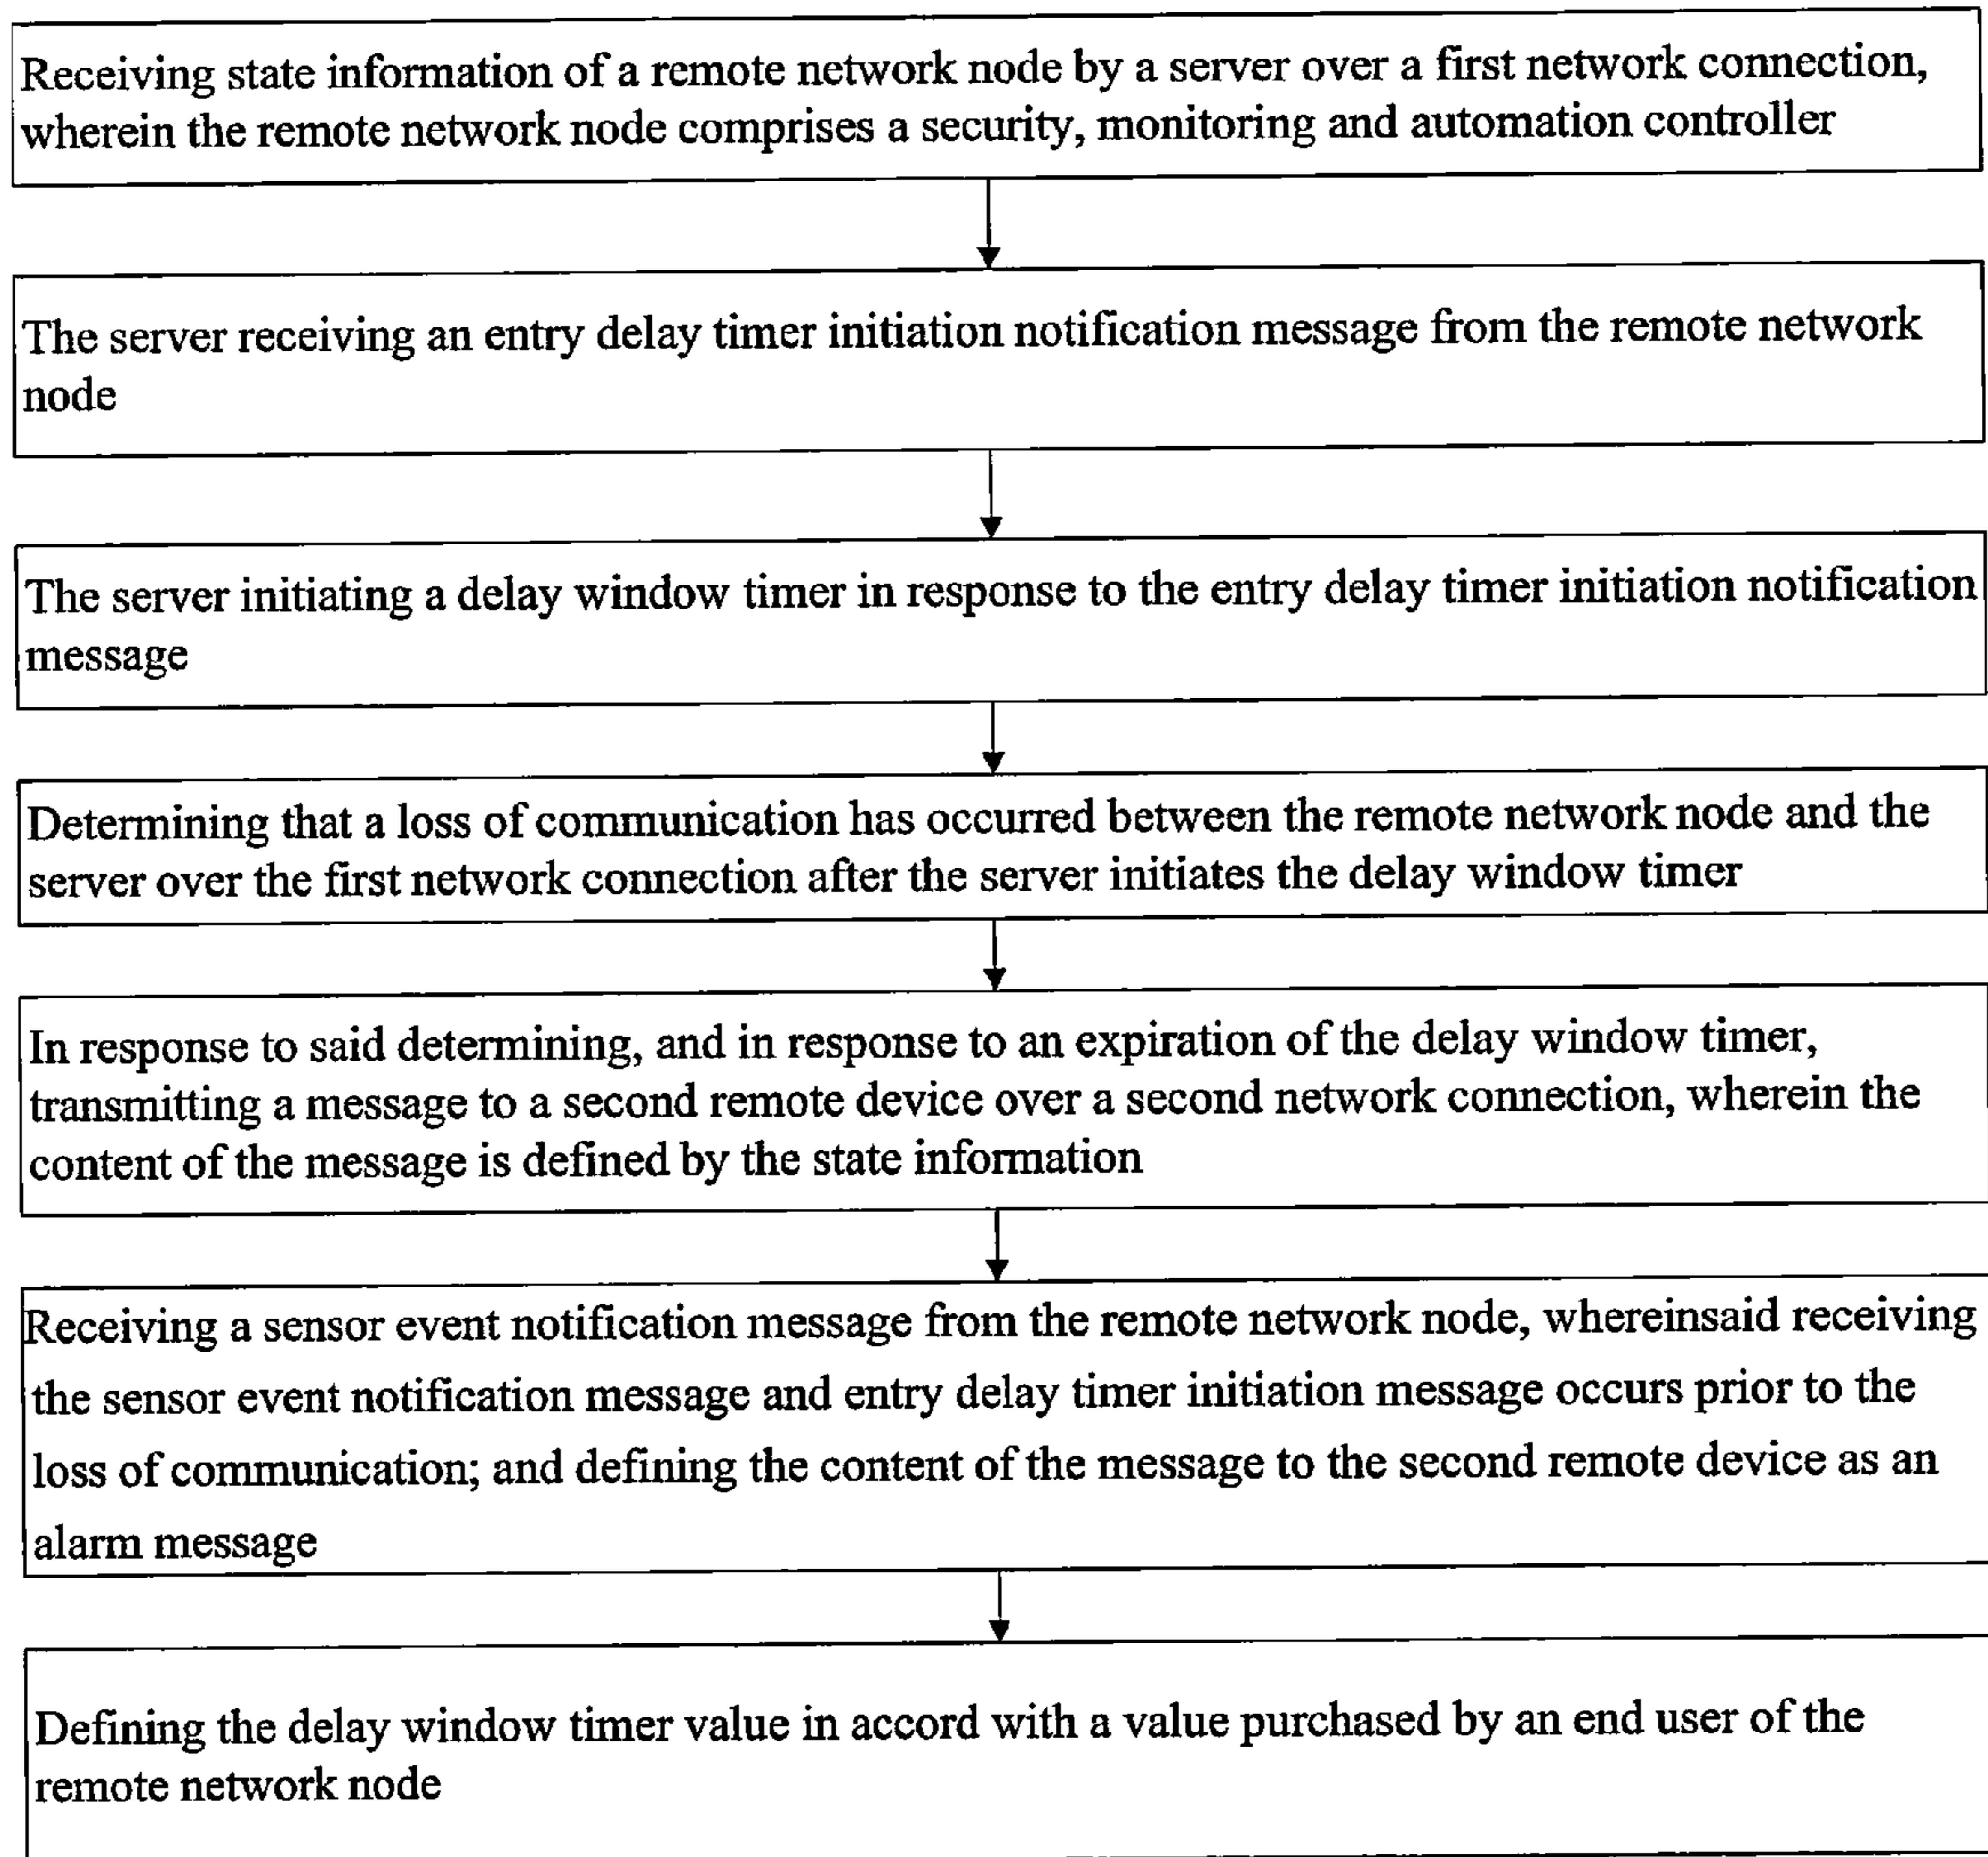 Receiving state information of a remote network node by a server over a first network connection,
wherein the remote network node comprises a security, monitoring and automation controller
The server receiving an entry delay timer initiation notification message from the remote network
node
The server initiating a delay window timer in response to the entry delay timer initiation notification
message
Determining that a loss of communication has occurred between the remote network node and the
server over the first network connection after the server initiates the delay window timer
In response to said determining, and in response to an expiration of the delay window timer,
transmitting a message to a second remote device over a second network connection, wherein the
content of the message is defined by the state information
Receiving a sensor event notification message from the remote network node, whereinsaid receiving
the sensor event notification message and entry delay timer initiation message occurs prior to the
loss of communication; and defining the content of the message to the second remote device as an
alarm message
Defining the delay window timer value in accord with a value purchased by an end user of the
remote network node